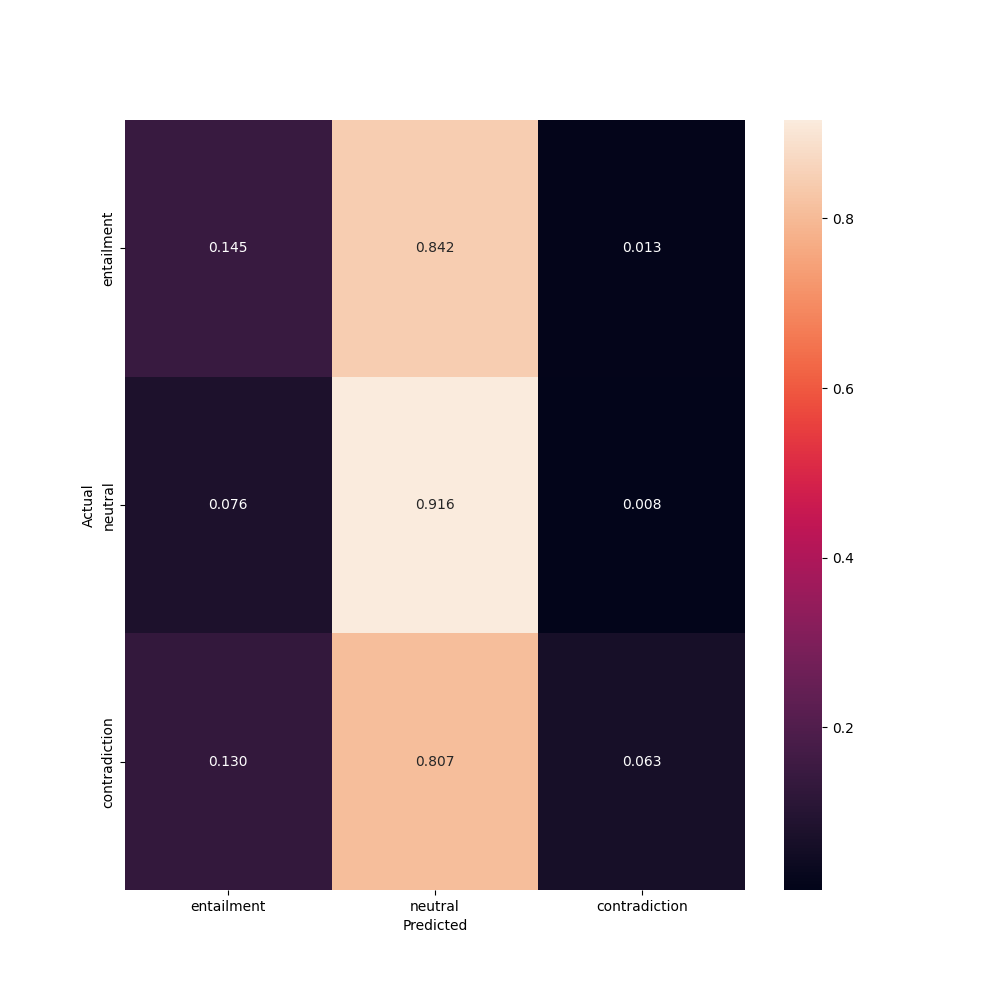 entailment
neutral
contradiction
Actual
0.145 0.842 0.013
0.076 0.916 0.008
0.130 0.807 0.063
entailment neutral contradiction
Predicted
0.8
0.6
0.4
0.2